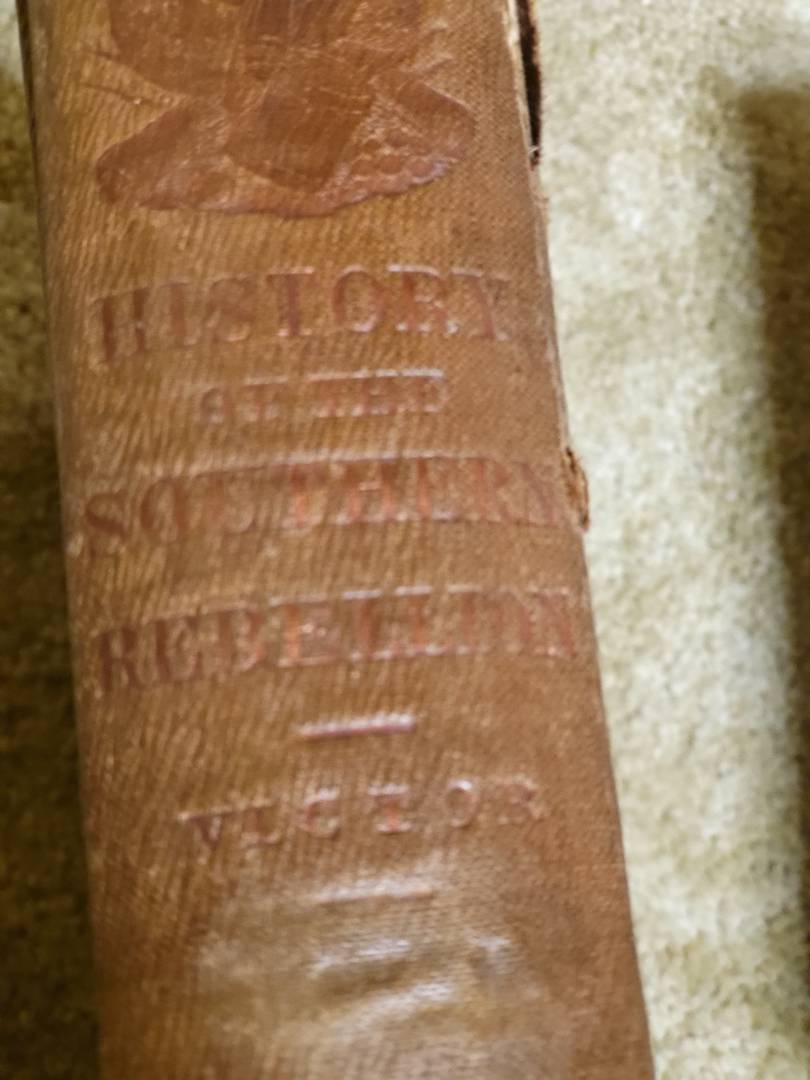 HISTORY
OF THE
SOUTHERN
REBELLION
VICTOR